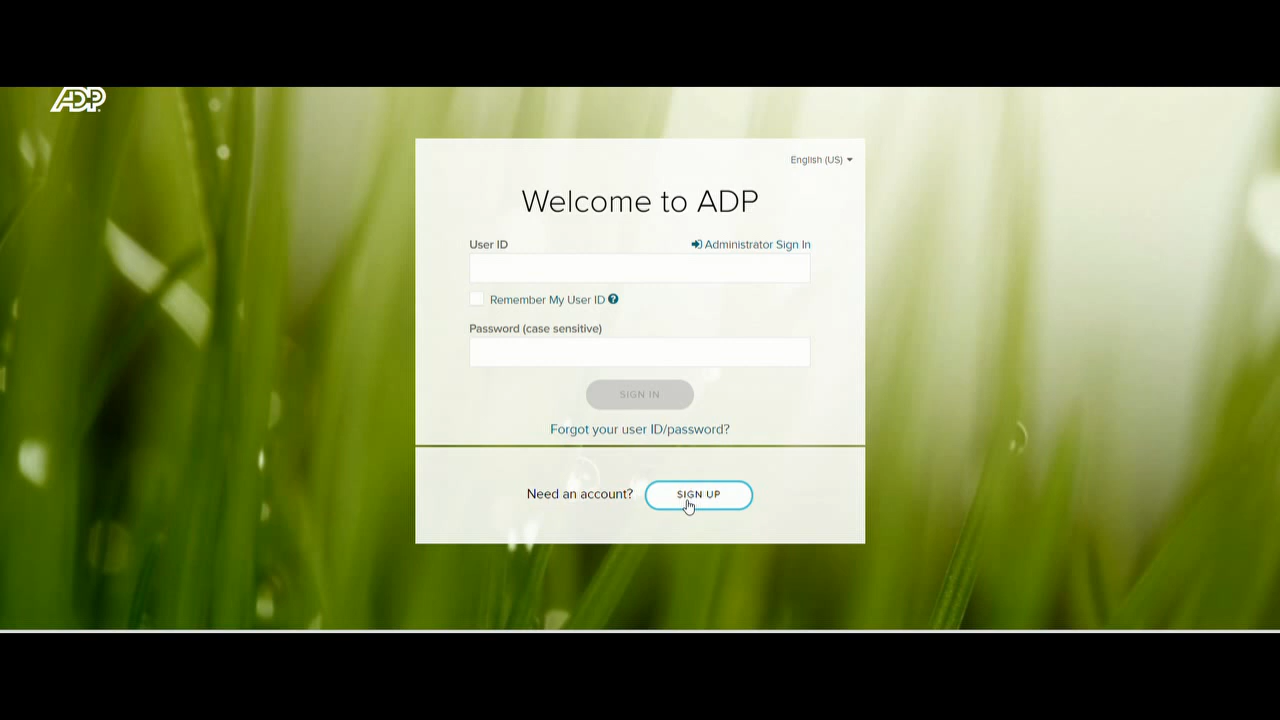 ADP
English (US)
Welcome to ADP
User ID
Administrator Sign In
Remember My User ID
Password (case sensitive)
SIGN IN
Forgot your user ID/password?
Need an account? SIGN UP